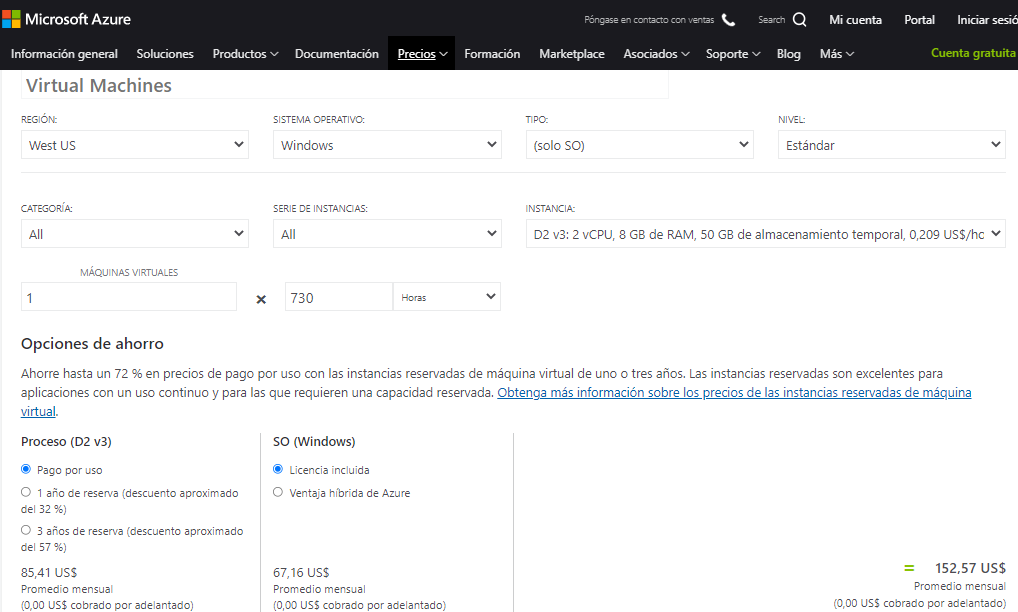 Microsoft Azure
Póngase en contacto con ventas Search Mi cuenta Portal Iniciar sesió
Información general Soluciones Productos Documentación Precios Formación Marketplace Asociados Soporte Blog Más Cuenta gratuita
Virtual Machines
REGIÓN: SISTEMA OPERATIVO: TIPO: NIVEL:
West US Windows (solo SO) Estándar
CATEGORÍA: SERIE DE INSTANCIAS: INSTANCIA:
All All D2 v3: 2 vCPU, 8 GB de RAM, 50 GB de almacenamiento temporal, 0,209 US$/ho
MÁQUINAS VIRTUALES
1 × 730 Horas
Opciones de ahorro
Ahorre hasta un 72 % en precios de pago por uso con las instancias reservadas de máquina virtual de uno o tres años. Las instancias reservadas son excelentes para
aplicaciones con un uso continuo y para las que requieren una capacidad reservada. Obtenga más información sobre los precios de las instancias reservadas de máquina
virtual.
Proceso (D2 v3) SO (Windows)
Pago por uso Licencia incluida
1 año de reserva (descuento aproximado Ventaja híbrida de Azure
del 32 %)
3 años de reserva (descuento aproximado
del 57 %)
85,41 US$ 67,16 US$ = 152,57 US$
Promedio mensual Promedio mensual Promedio mensual
(0,00 US$ cobrado por adelantado) (0,00 US$ cobrado por adelantado) (0,00 US$ cobrado por adelantado)